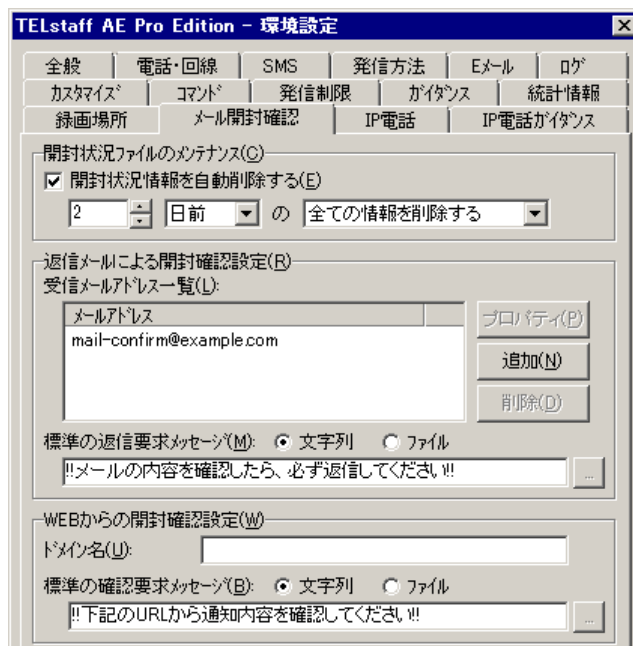 TELstaff AE Pro Edition - 環境設定
全般 電話・回線 SMS 発信方法 Eメール ログ
カスタマイズ コマンド 発信制限 ガイダンス 統計情報
録画場所 メール開封確認 IP電話 IP電話ガイダンス
開封状況ファイルのメンテナンス(C)
開封状況情報を自動削除する(E)
2 日前 の 全ての情報を削除する
返信メールによる開封確認設定(R)
受信メールアドレス一覧(L):
メールアドレス
プロパティ(P)
mail-confirm@example.com
追加(N)
削除(D)
標準の返信要求メッセージ(M): 文字列 ファイル
!!メールの内容を確認したら、必ず返信してください!!
...
WEBからの開封確認設定(W)
ドメイン名(U):
標準の確認要求メッセージ(B): 文字列 ファイル
!!下記のURLから通知内容を確認してください!!
...